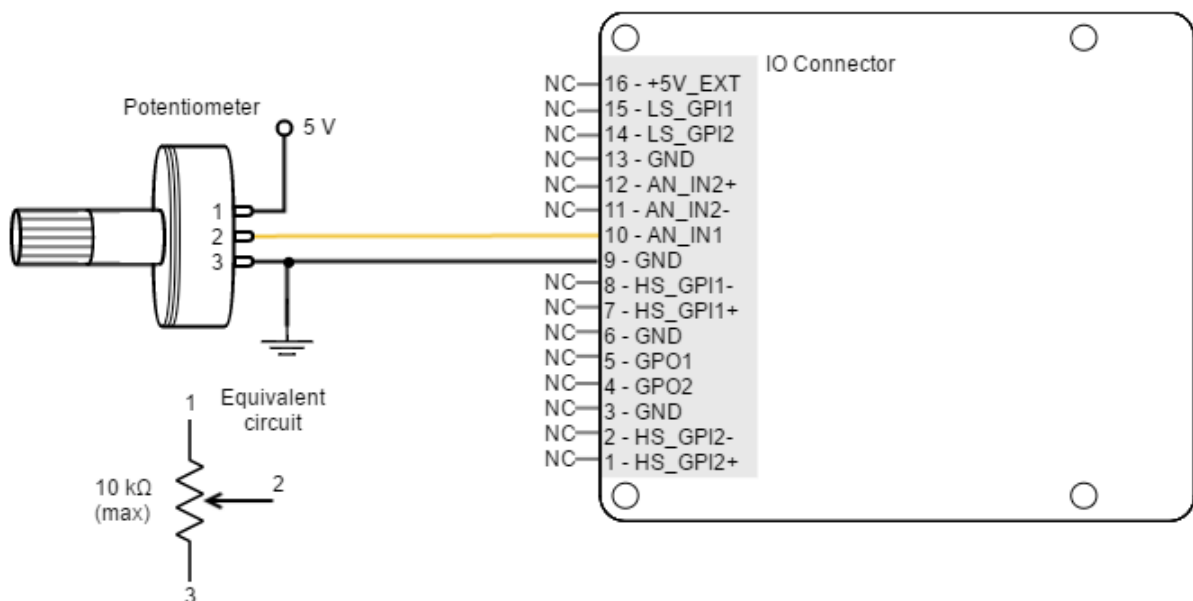 IO Connector
Potentiometer
5 V
1
2
3
NC 16 - +5V_EXT
NC 15 - LS_GPI1
NC 14 - LS_GPI2
NC 13 - GND
NC 12 - AN_IN2+
NC 11 - AN_IN2-
10 - AN_IN1
9 - GND
NC 8 - HS_GPI1-
NC 7 - HS_GPI1+
NC 6 - GND
NC 5 - GPO1
NC 4 - GPO2
NC 3 - GND
NC 2 - HS_GPI2-
NC 1 - HS_GPI2+
Equivalent
circuit
1
10 kΩ
(max)
2
3